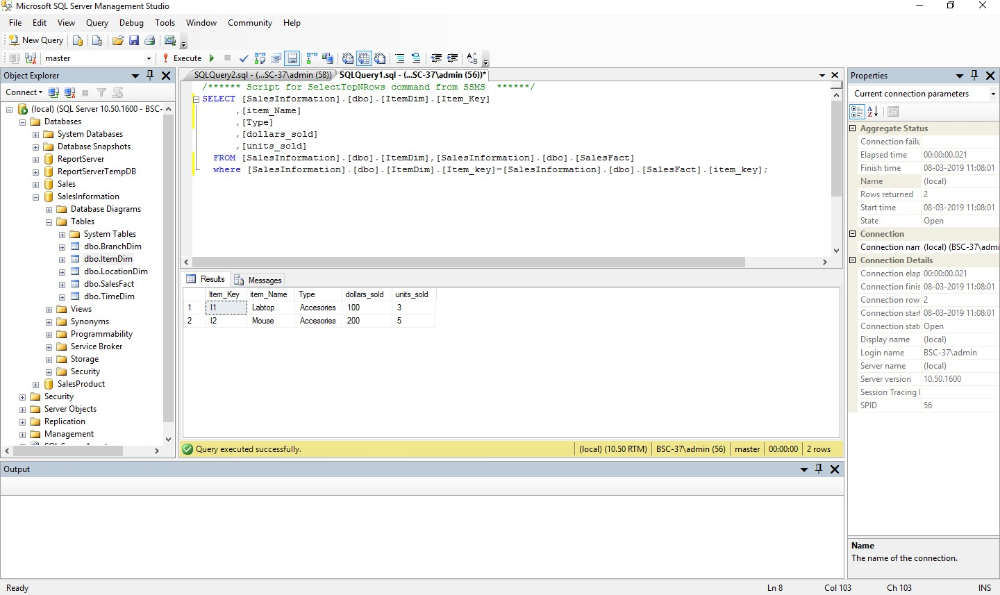 Microsoft SQL Server Management Studio
File Edit View Query Debug Tools Window Community Help
New Query
master
Execute
Object Explorer
Connect
(local) (SQL Server 10.50.1600 - BSC-
Databases
System Databases
Database Snapshots
ReportServer
ReportServerTempDB
Sales
SalesInformation
Database Diagrams
Tables
System Tables
dbo.BranchDim
dbo.ItemDim
dbo.LocationDim
dbo.SalesFact
dbo.TimeDim
Views
Synonyms
Programmability
Service Broker
Storage
Security
SalesProduct
Security
Server Objects
Replication
Management
SQLQuery2.sql - (...SC-37\admin (58)) SQLQuery1.sql - (...SC-37\admin (56))*
/****** Script for SelectTopNRows command from SSMS ******/
SELECT [SalesInformation].[dbo].[ItemDim].[Item_Key]
,[item_Name]
,[Type]
,[dollars_sold]
,[units_sold]
FROM [SalesInformation].[dbo].[ItemDim],[SalesInformation].[dbo].[SalesFact]
where [SalesInformation].[dbo].[ItemDim].[Item_key]=[SalesInformation].[dbo].[SalesFact].[item_key];
Results Messages
Item_Key item_Name Type dollars_sold units_sold
1 I1 Labtop Accesories 100 3
2 I2 Mouse Accesories 200 5
Query executed successfully. (local) (10.50 RTM) BSC-37\admin (56) master 00:00:00 2 rows
Properties
Current connection parameters
Aggregate Status
Connection failu
Elapsed time 00:00:00.021
Finish time 08-03-2019 11:08:01
Name (local)
Rows returned 2
Start time 08-03-2019 11:08:01
State Open
Connection
Connection nam (local) (BSC-37\admi
Connection Details
Connection elap 00:00:00.021
Connection finis 08-03-2019 11:08:01
Connection row 2
Connection start 08-03-2019 11:08:01
Connection stat Open
Display name (local)
Login name BSC-37\admin
Server name (local)
Server version 10.50.1600
Session Tracing I
SPID 56
Name
The name of the connection.
Output
Ready Ln 8 Col 103 Ch 103 INS